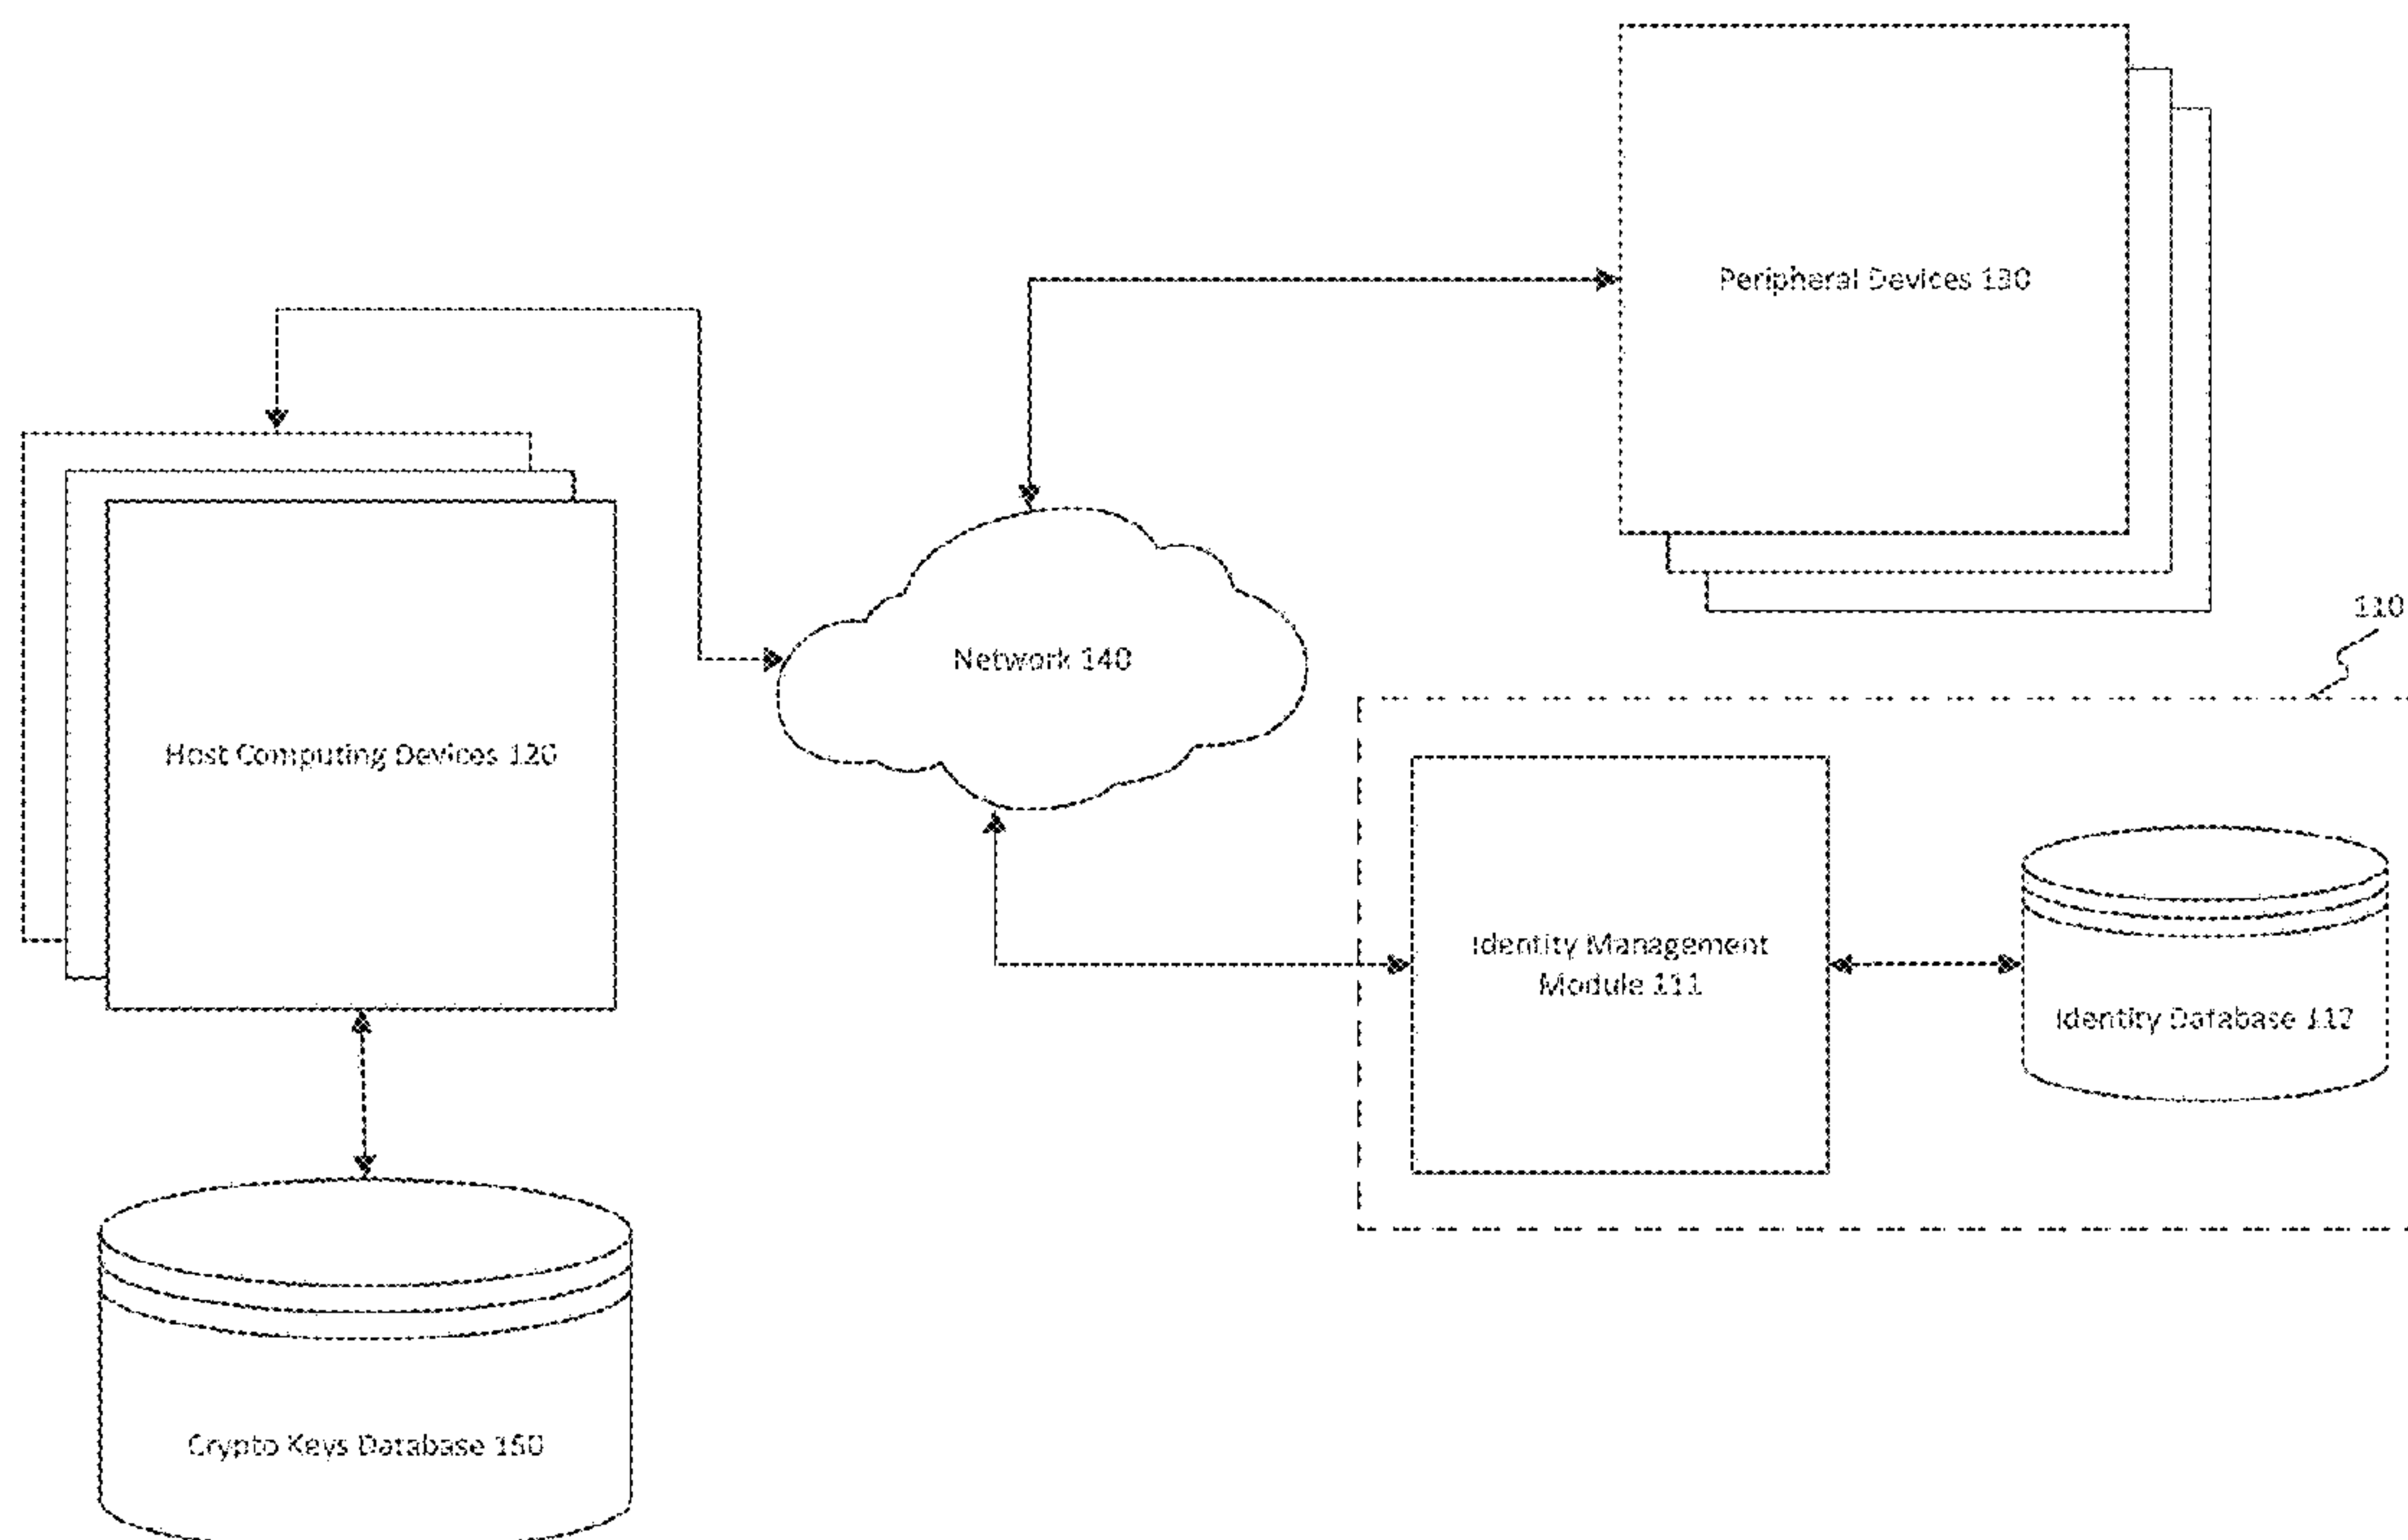 Peripheral Devices 130
110
Network 140
Host Computing Devices 120
Identity Management
Module 111
Identity Database 112
Crypto Keys Database 150